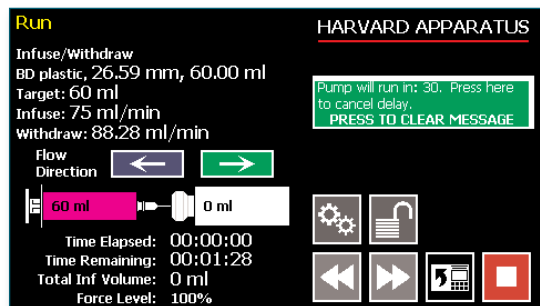 Run
HARVARD APPARATUS
Infuse/Withdraw
BD plastic, 26.59 mm, 60.00 ml
Target: 60 ml
Infuse: 75 ml/min
Withdraw: 88.28 ml/min
Pump will run in: 30. Press here
to cancel delay.
PRESS TO CLEAR MESSAGE
Flow
Direction
60 ml
0 ml
Time Elapsed: 00:00:00
Time Remaining: 00:01:28
Total Inf Volume: 0 ml
Force Level: 100%